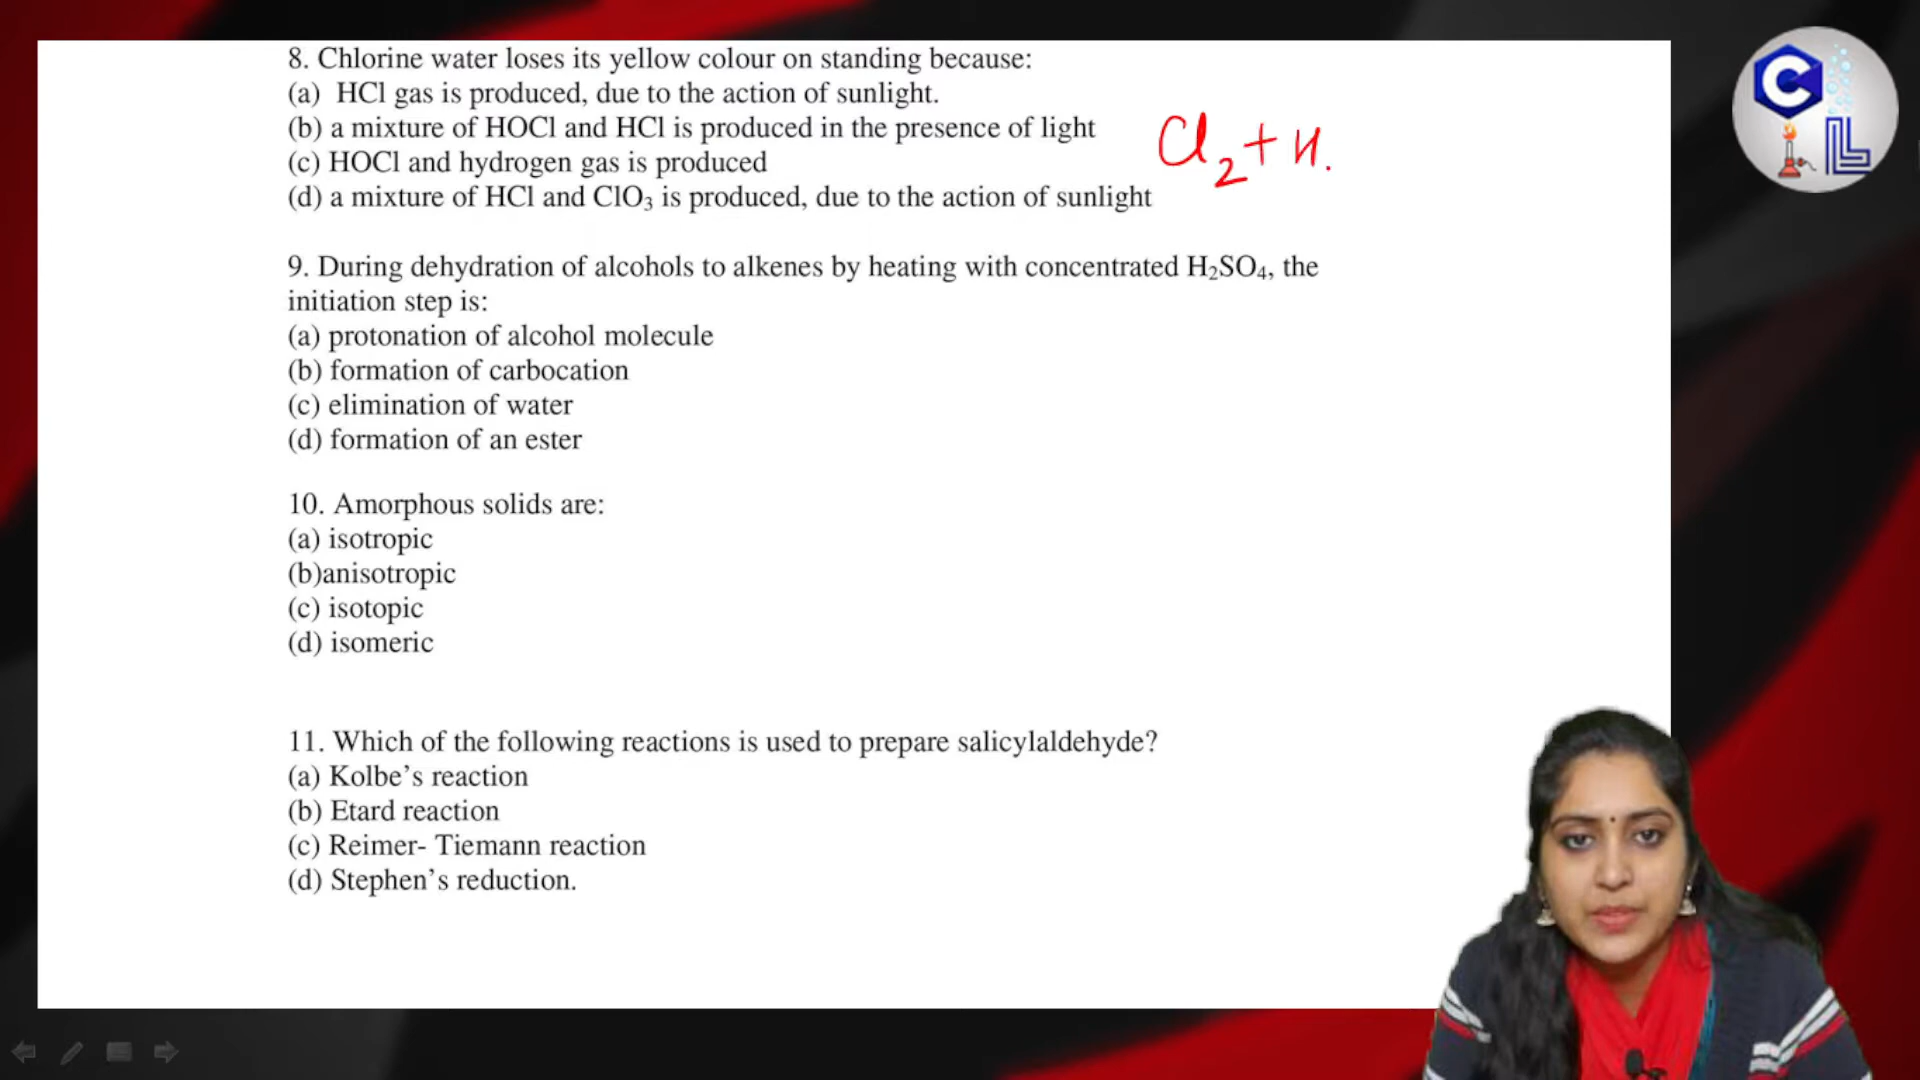 8. Chlorine water loses its yellow colour on standing because:
(a) HCl gas is produced, due to the action of sunlight.
(b) a mixture of HOCl and HCl is produced in the presence of light
(c) HOCl and hydrogen gas is produced
(d) a mixture of HCl and ClO₃ is produced, due to the action of sunlight
Cl₂ + H
9. During dehydration of alcohols to alkenes by heating with concentrated H₂SO₄, the
initiation step is:
(a) protonation of alcohol molecule
(b) formation of carbocation
(c) elimination of water
(d) formation of an ester
10. Amorphous solids are:
(a) isotropic
(b)anisotropic
(c) isotopic
(d) isomeric
11. Which of the following reactions is used to prepare salicylaldehyde?
(a) Kolbe’s reaction
(b) Etard reaction
(c) Reimer- Tiemann reaction
(d) Stephen’s reduction.
C L